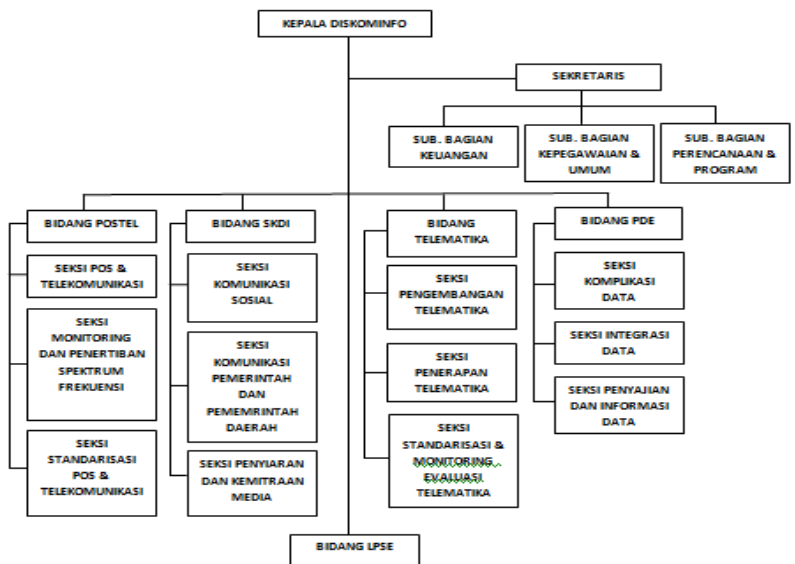 KEPALA DISKOMINFO
SEKRETARIS
SUB. BAGIAN
KEUANGAN
SUB. BAGIAN
KEPEGAWAIAN &
UMUM
SUB. BAGIAN
PERENCANAAN &
PROGRAM
BIDANG POSTEL
SEKSI POS &
TELEKOMUNIKASI
SEKSI
MONITORING
DAN PENERTIBAN
SPEKTRUM
FREKUENSI
SEKSI
STANDARISASI
POS &
TELEKOMUNIKASI
BIDANG SKDI
SEKSI
KOMUNIKASI
SOSIAL
SEKSI
KOMUNIKASI
PEMERINTAH
DAN
PEMEMRINTAH
DAERAH
SEKSI PENYIARAN
DAN KEMITRAAN
MEDIA
BIDANG
TELEMATIKA
SEKSI
PENGEMBANGAN
TELEMATIKA
SEKSI
PENERAPAN
TELEMATIKA
SEKSI
STANDARISASI &
MONITORING
EVALUASI
TELEMATIKA
BIDANG PDE
SEKSI
KOMPLIKASI
DATA
SEKSI INTEGRASI
DATA
SEKSI PENYAJIAN
DAN INFORMASI
DATA
BIDANG LPSE